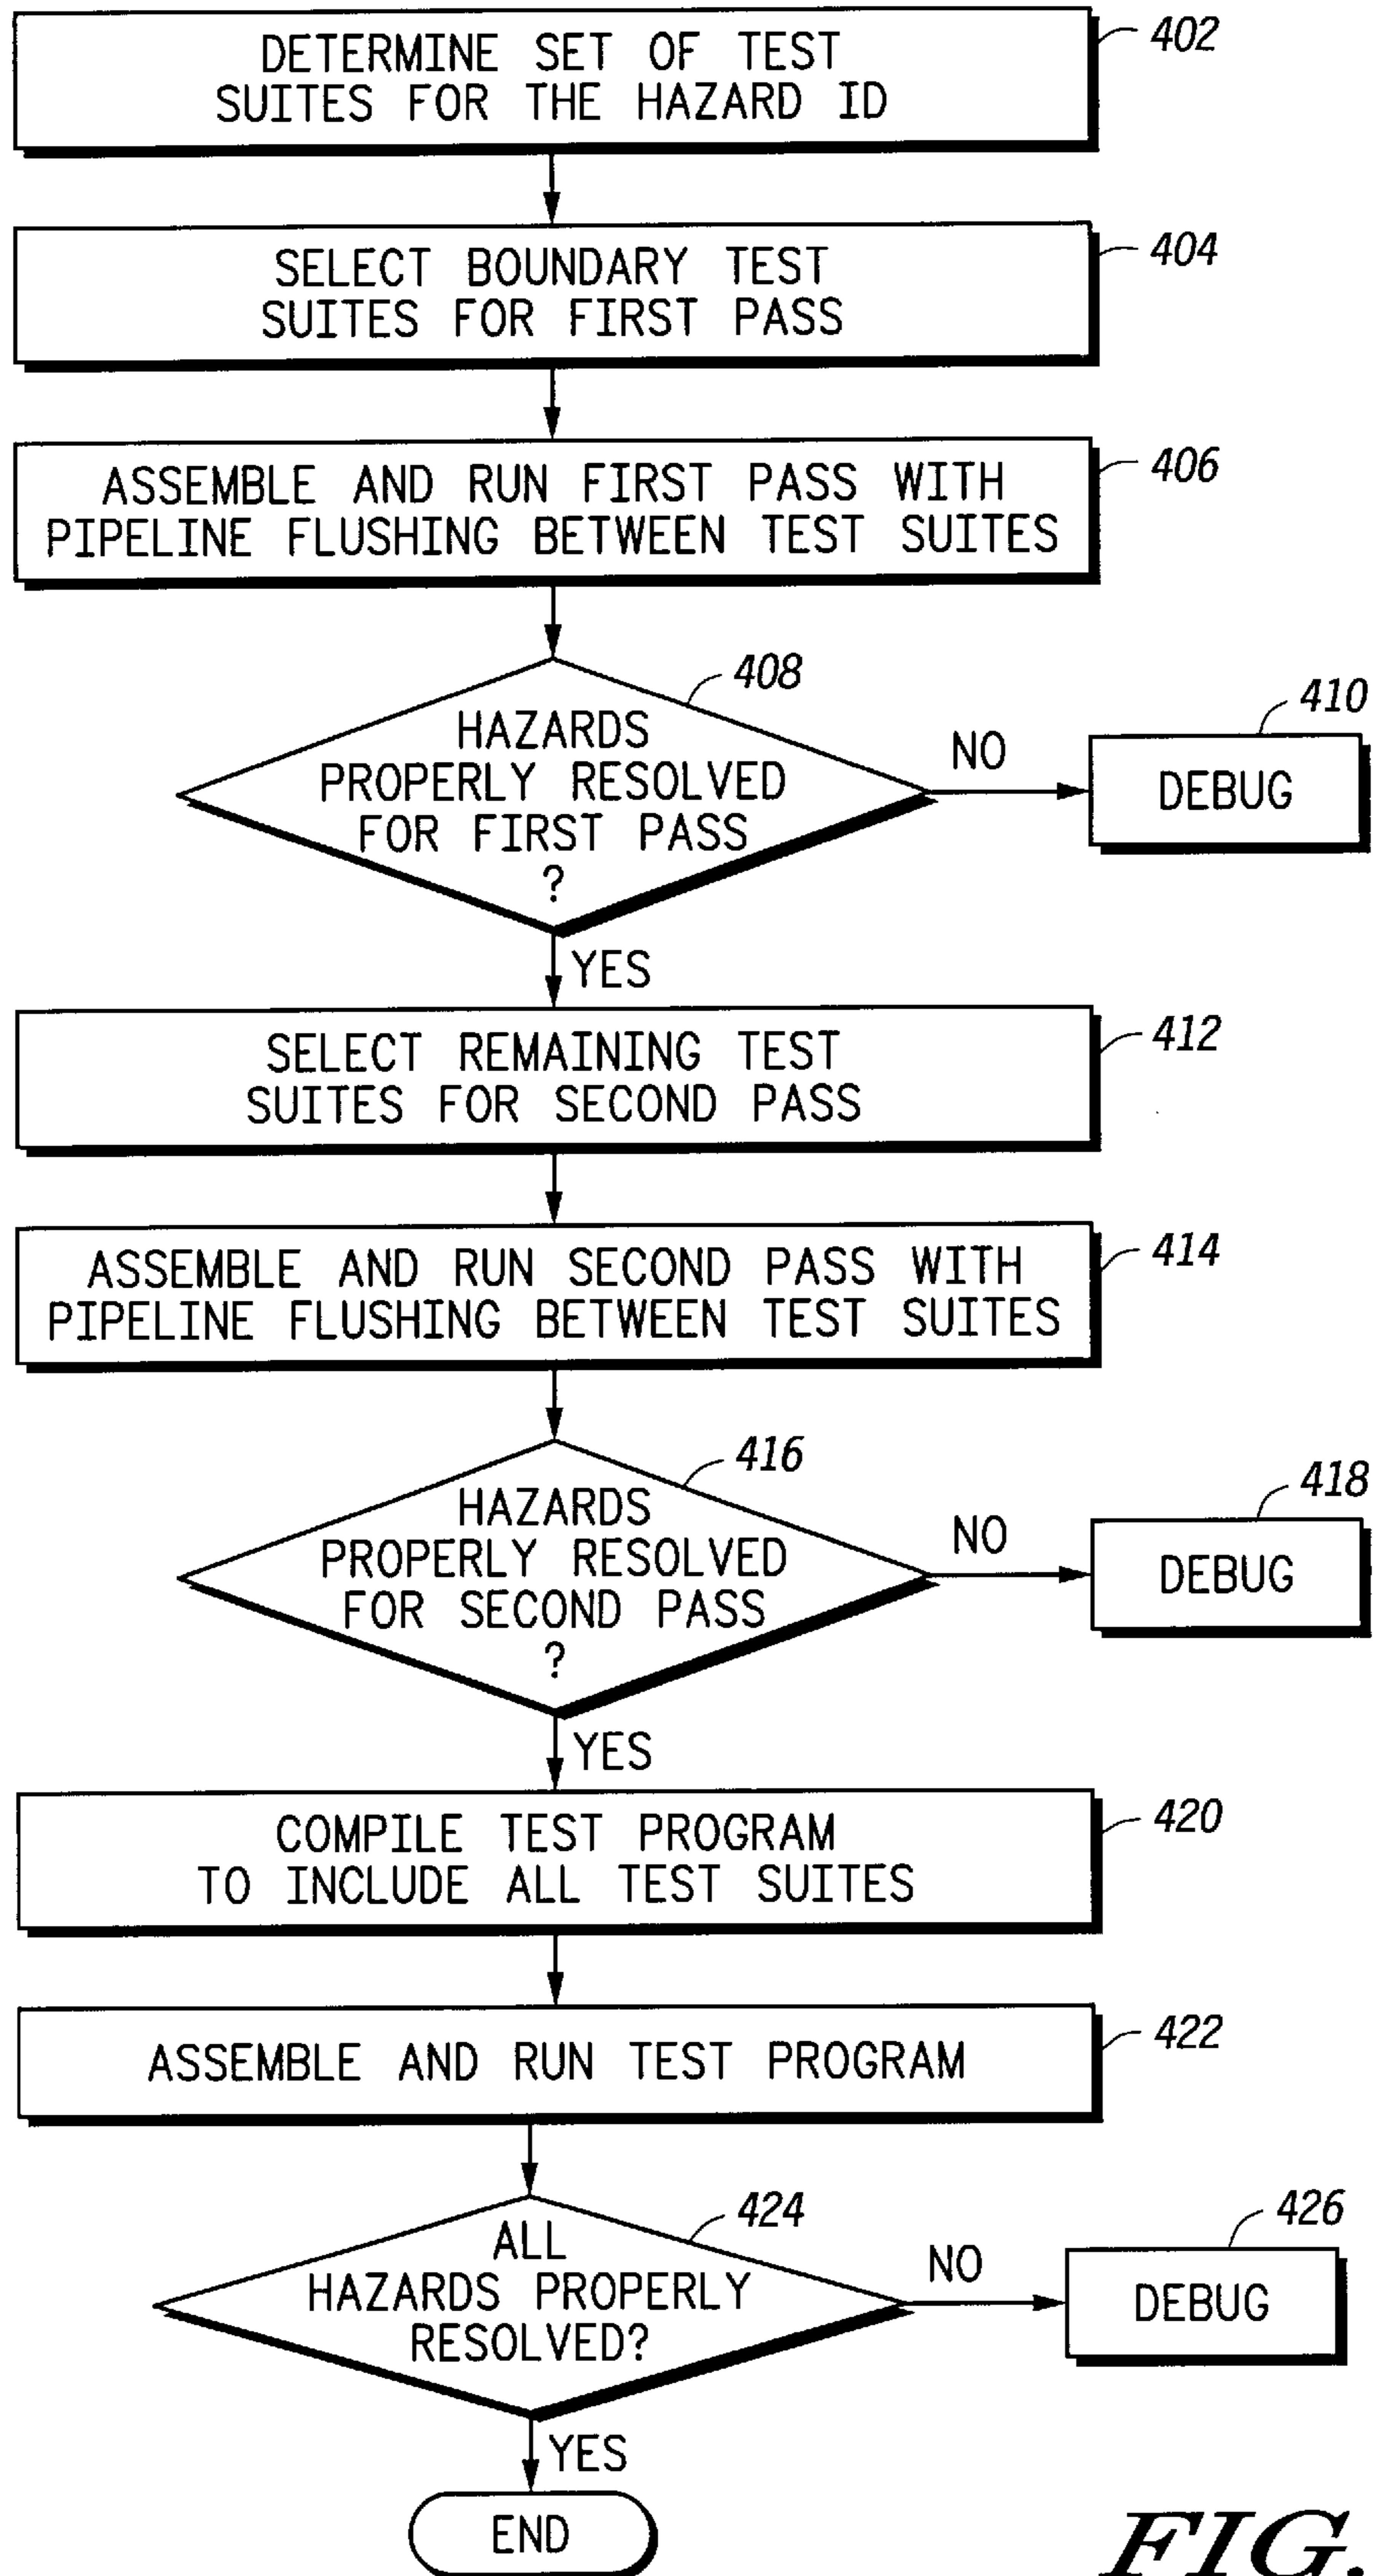 DETERMINE SET OF TEST
SUITES FOR THE HAZARD ID
402
SELECT BOUNDARY TEST
SUITES FOR FIRST PASS
404
ASSEMBLE AND RUN FIRST PASS WITH
PIPELINE FLUSHING BETWEEN TEST SUITES
406
408
HAZARDS
PROPERLY RESOLVED
FOR FIRST PASS
?
NO
410
DEBUG
YES
SELECT REMAINING TEST
SUITES FOR SECOND PASS
412
ASSEMBLE AND RUN SECOND PASS WITH
PIPELINE FLUSHING BETWEEN TEST SUITES
414
416
HAZARDS
PROPERLY RESOLVED
FOR SECOND PASS
?
NO
418
DEBUG
YES
COMPILE TEST PROGRAM
TO INCLUDE ALL TEST SUITES
420
ASSEMBLE AND RUN TEST PROGRAM
422
424
ALL
HAZARDS PROPERLY
RESOLVED?
NO
426
DEBUG
YES
END
FIG.